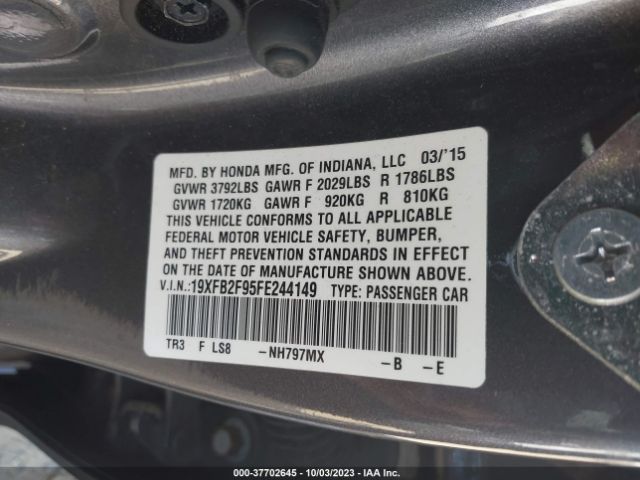 MFD. BY HONDA MFG. OF INDIANA, LLC 03/'15
GVWR 3792LBS GAWR F 2029LBS R 1786LBS
GVWR 1720KG GAWR F 920KG R 810KG
THIS VEHICLE CONFORMS TO ALL APPLICABLE
FEDERAL MOTOR VEHICLE SAFETY, BUMPER,
AND THEFT PREVENTION STANDARDS IN EFFECT
ON THE DATE OF MANUFACTURE SHOWN ABOVE.
V.I.N.:19XFB2F95FE244149 TYPE: PASSENGER CAR
TR3 F LS8 -NH797MX -B -E
000-37702645 - 10/03/2023 - IAA Inc.